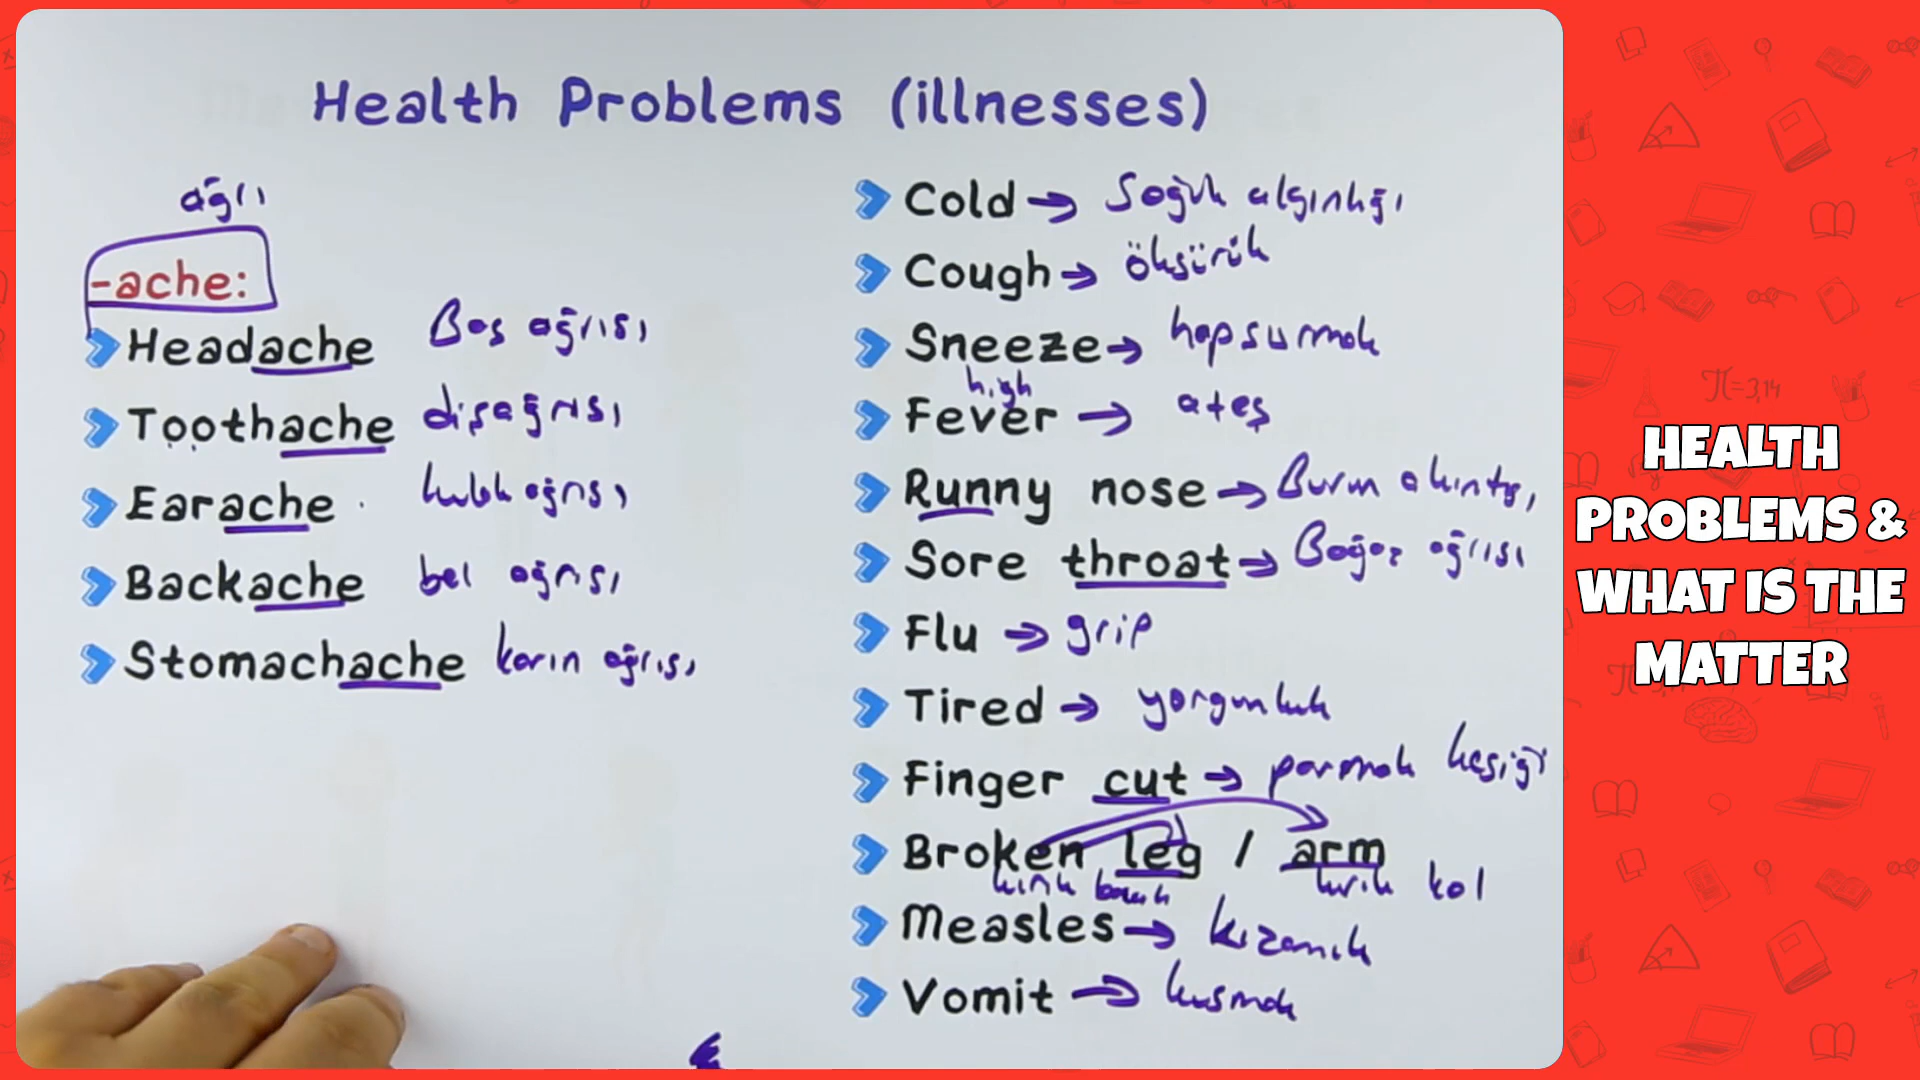 Health Problems (illnesses)
ağrı
-ache:
Headache Baş ağrısı
Toothache diş ağrısı
Earache kulak ağrısı
Backache bel ağrısı
Stomachache karın ağrısı
Cold → Soğuk algınlığı
Cough → öksürük
Sneeze → hapşurmak
high
Fever → ateş
Runny nose → Burun akıntısı
Sore throat → Boğaz ağrısı
Flu → grip
Tired → yorgunluk
Finger cut → parmak kesiği
Broken leg / arm
kırık bacak kırık kol
Measles → kızamık
Vomit → kusmak
HEALTH
PROBLEMS &
WHAT IS THE
MATTER
π=3,14